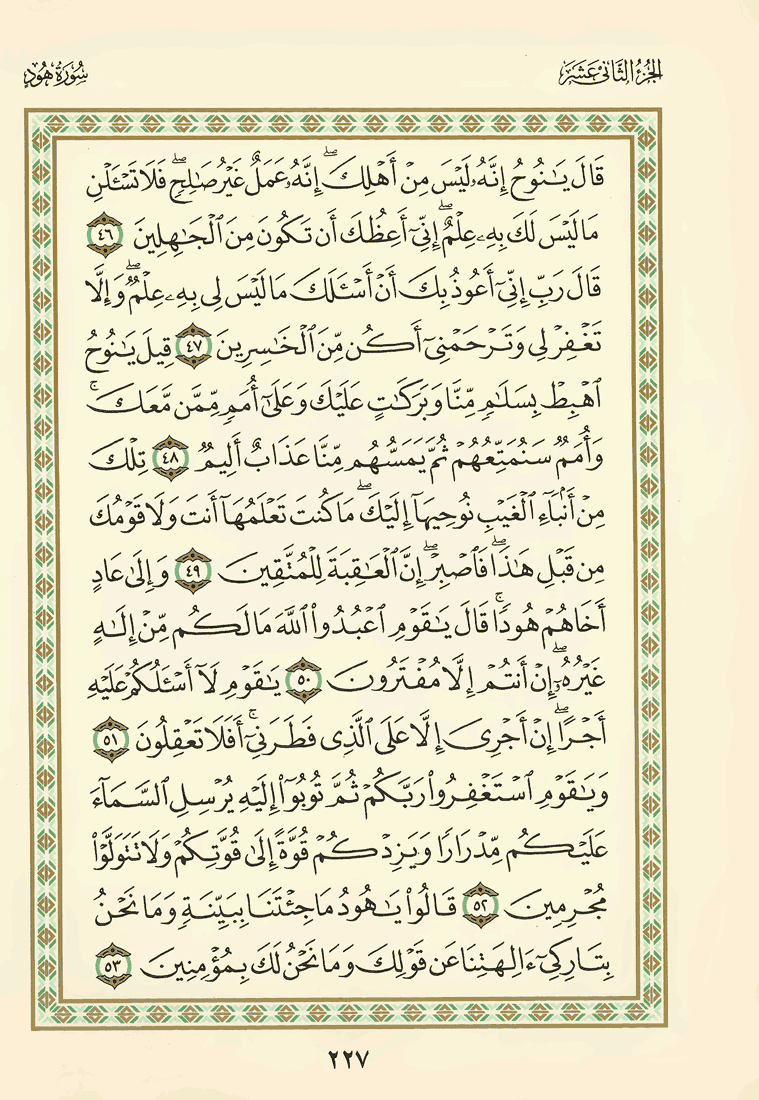 الجزء الثاني عشر
سورة هود
قَالَ يَٰنُوحُ إِنَّهُۥ لَيْسَ مِنْ أَهْلِكَ ۖ إِنَّهُۥ عَمَلٌ غَيْرُ صَٰلِحٍ ۖ فَلَا تَسْـَٔلْنِ
مَا لَيْسَ لَكَ بِهِۦ عِلْمٌ ۖ إِنِّىٓ أَعِظُكَ أَن تَكُونَ مِنَ ٱلْجَٰهِلِينَ ٤٦
قَالَ رَبِّ إِنِّىٓ أَعُوذُ بِكَ أَنْ أَسْـَٔلَكَ مَا لَيْسَ لِى بِهِۦ عِلْمٌ ۖ وَإِلَّا
تَغْفِرْ لِى وَتَرْحَمْنِىٓ أَكُن مِّنَ ٱلْخَٰسِرِينَ ٤٧ قِيلَ يَٰنُوحُ
ٱهْبِطْ بِسَلَٰمٍ مِّنَّا وَبَرَكَٰتٍ عَلَيْكَ وَعَلَىٰٓ أُمَمٍ مِّمَّن مَّعَكَ ۚ
وَأُمَمٌ سَنُمَتِّعُهُمْ ثُمَّ يَمَسُّهُم مِّنَّا عَذَابٌ أَلِيمٌ ٤٨ تِلْكَ
مِنْ أَنۢبَآءِ ٱلْغَيْبِ نُوحِيهَآ إِلَيْكَ ۖ مَا كُنتَ تَعْلَمُهَآ أَنتَ وَلَا قَوْمُكَ
مِن قَبْلِ هَٰذَا ۖ فَٱصْبِرْ ۖ إِنَّ ٱلْعَٰقِبَةَ لِلْمُتَّقِينَ ٤٩ وَإِلَىٰ عَادٍ
أَخَاهُمْ هُودًا ۚ قَالَ يَٰقَوْمِ ٱعْبُدُوا۟ ٱللَّهَ مَا لَكُم مِّنْ إِلَٰهٍ
غَيْرُهُۥٓ ۖ إِنْ أَنتُمْ إِلَّا مُفْتَرُونَ ٥٠ يَٰقَوْمِ لَآ أَسْـَٔلُكُمْ عَلَيْهِ
أَجْرًا ۖ إِنْ أَجْرِىَ إِلَّا عَلَى ٱلَّذِى فَطَرَنِىٓ ۚ أَفَلَا تَعْقِلُونَ ٥١
وَيَٰقَوْمِ ٱسْتَغْفِرُوا۟ رَبَّكُمْ ثُمَّ تُوبُوٓا۟ إِلَيْهِ يُرْسِلِ ٱلسَّمَآءَ
عَلَيْكُم مِّدْرَارًا وَيَزِدْكُمْ قُوَّةً إِلَىٰ قُوَّتِكُمْ وَلَا تَتَوَلَّوْا۟
مُجْرِمِينَ ٥٢ قَالُوا۟ يَٰهُودُ مَا جِئْتَنَا بِبَيِّنَةٍ وَمَا نَحْنُ
بِتَارِكِىٓ ءَالِهَتِنَا عَن قَوْلِكَ وَمَا نَحْنُ لَكَ بِمُؤْمِنِينَ ٥٣
٢٢٧